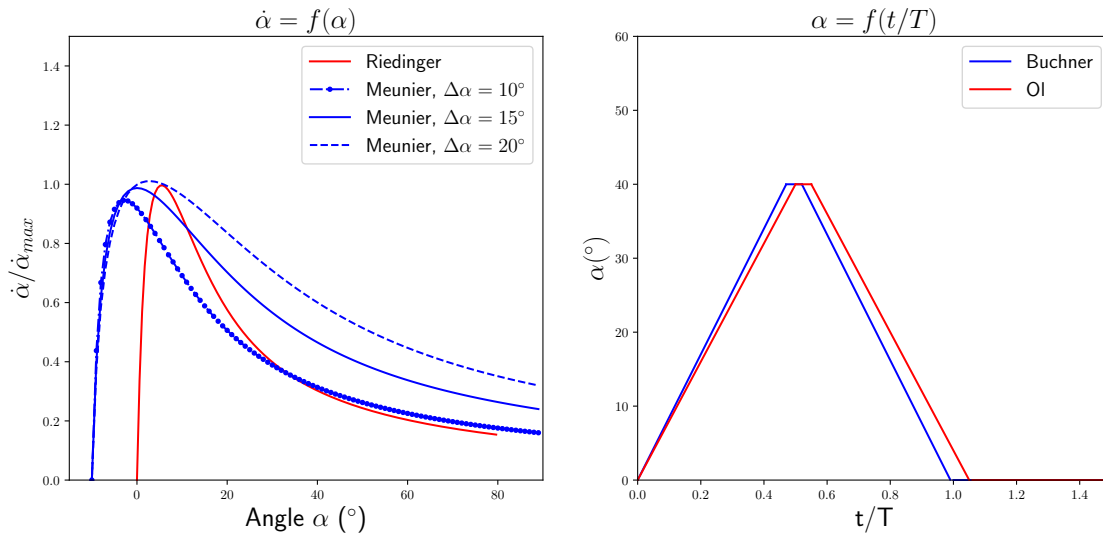 α̇ = f(α)
Riedinger
Meunier, Δα = 10°
Meunier, Δα = 15°
Meunier, Δα = 20°
α̇/α̇max
1.4
1.2
1.0
0.8
0.6
0.4
0.2
0.0
0 20 40 60 80
Angle α (°)
α = f(t/T)
Buchner
OI
α(°)
60
50
40
30
20
10
0
0.0 0.2 0.4 0.6 0.8 1.0 1.2 1.4
t/T